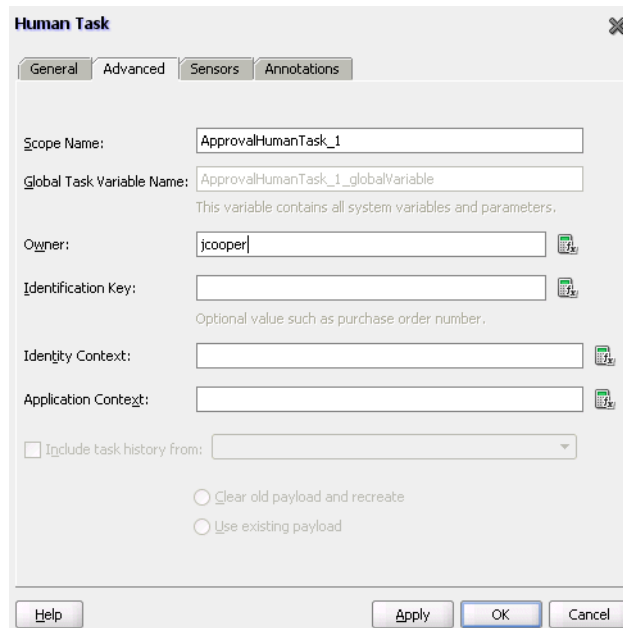 Human Task
General Advanced Sensors Annotations
Scope Name: ApprovalHumanTask_1
Global Task Variable Name: ApprovalHumanTask_1_globalVariable
This variable contains all system variables and parameters.
Owner: jcooper
Identification Key:
Optional value such as purchase order number.
Identity Context:
Application Context:
Include task history from:
Clear old payload and recreate
Use existing payload
Help Apply OK Cancel